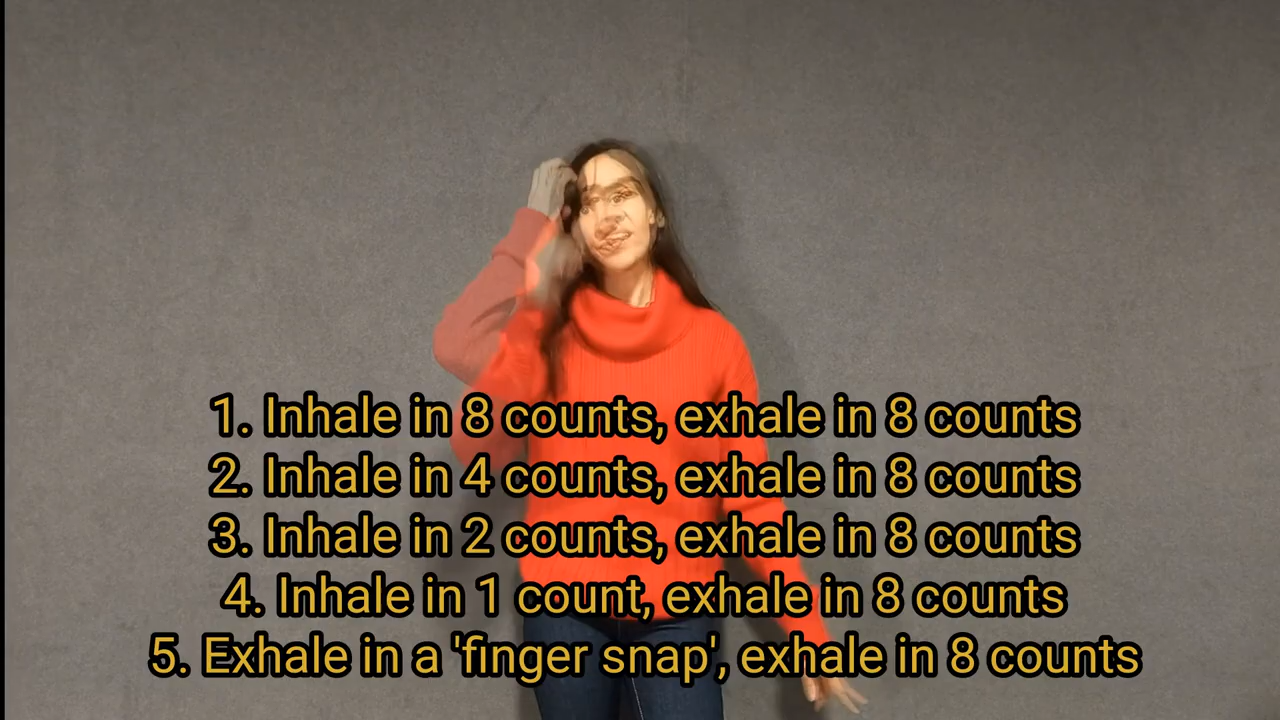 1. Inhale in 8 counts, exhale in 8 counts
2. Inhale in 4 counts, exhale in 8 counts
3. Inhale in 2 counts, exhale in 8 counts
4. Inhale in 1 count, exhale in 8 counts
5. Exhale in a 'finger snap', exhale in 8 counts